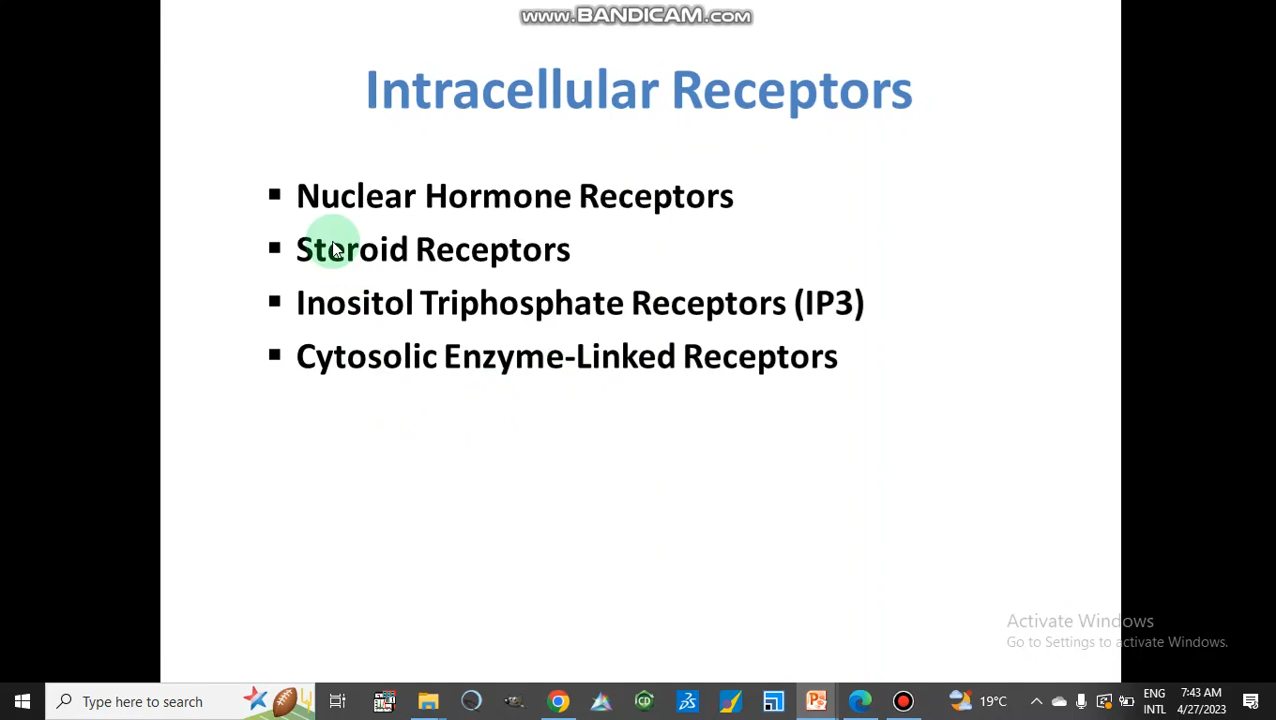 www.BANDICAM.com
Intracellular Receptors
▪ Nuclear Hormone Receptors
▪ Steroid Receptors
▪ Inositol Triphosphate Receptors (IP3)
▪ Cytosolic Enzyme-Linked Receptors
Activate Windows
Go to Settings to activate Windows.
Type here to search
19°C
ENG
INTL
7:43 AM
4/27/2023